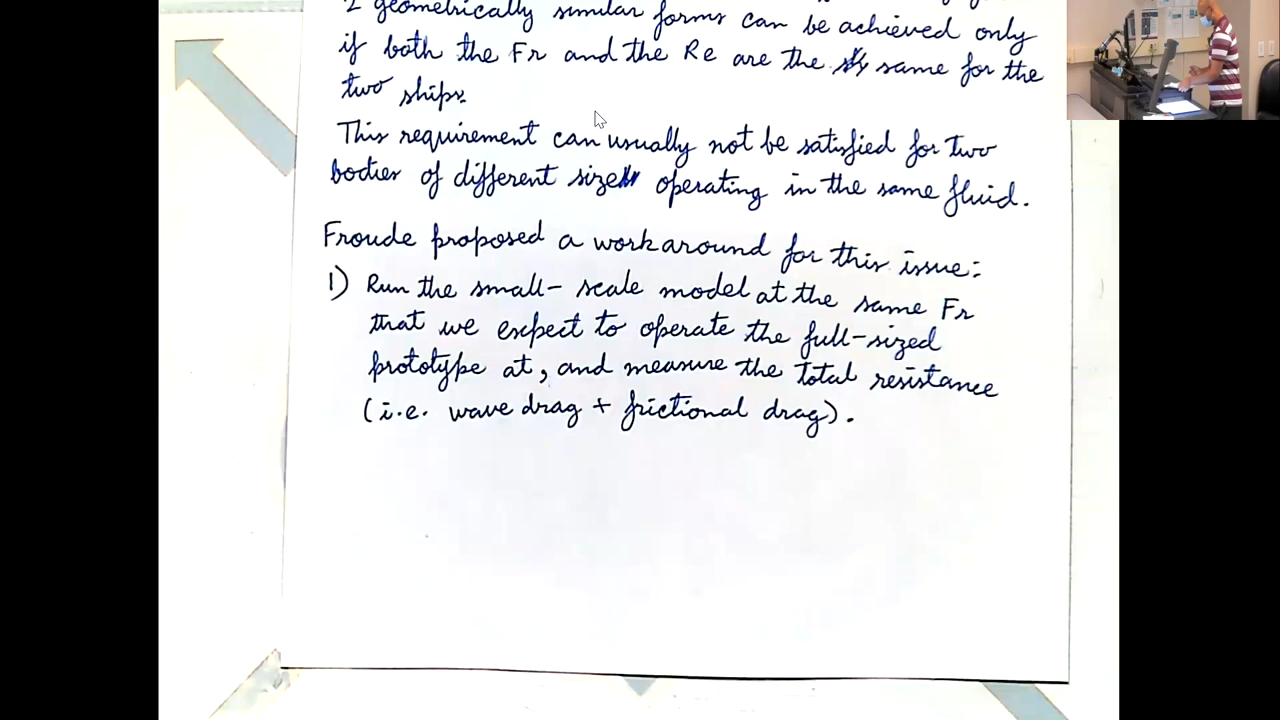 2 geometrically similar forms can be achieved only
if both the Fr and the Re are the same for the
two ships.
This requirement can usually not be satisfied for two
bodies of different size operating in the same fluid.
Froude proposed a workaround for this issue:
1) Run the small-scale model at the same Fr
that we expect to operate the full-sized
prototype at, and measure the total resistance
(i.e. wave drag + frictional drag).